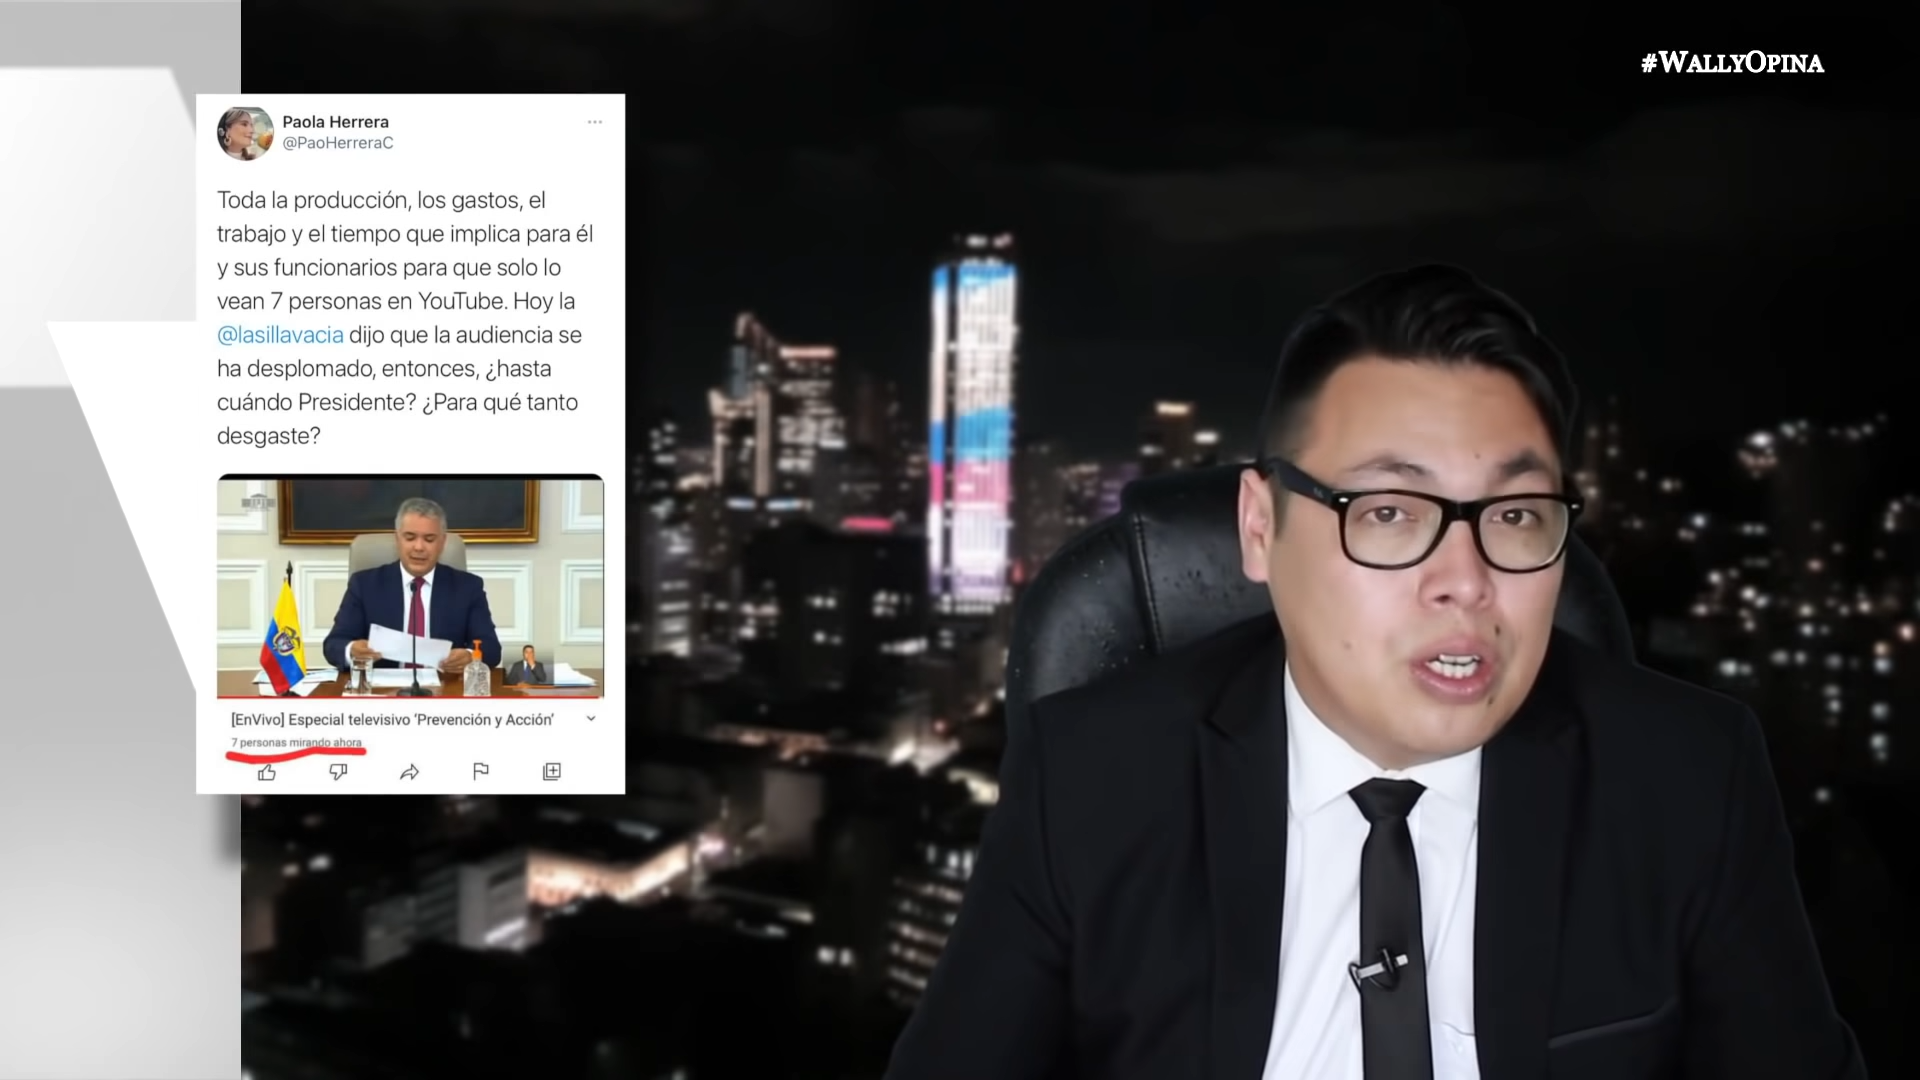 #WALLYOPINA
Paola Herrera
@PaoHerreraC
Toda la producción, los gastos, el
trabajo y el tiempo que implica para él
y sus funcionarios para que solo lo
vean 7 personas en YouTube. Hoy la
@lasillavacia dijo que la audiencia se
ha desplomado, entonces, ¿hasta
cuándo Presidente? ¿Para qué tanto
desgaste?
[EnVivo] Especial televisivo ‘Prevención y Acción’
7 personas mirando ahora